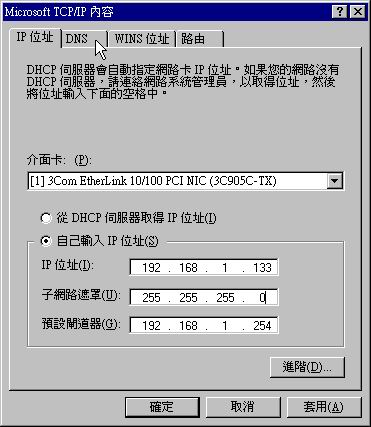 Microsoft TCP/IP 內容
IP 位址 DNS WINS 位址 路由
DHCP 伺服器會自動指定網路卡 IP 位址。如果您的網路沒有
DHCP 伺服器，請連絡網路系統管理員，以取得位址，然後
將位址輸入下面的空格中。
介面卡: (P):
[1] 3Com EtherLink 10/100 PCI NIC (3C905C-TX)
從 DHCP 伺服器取得 IP 位址(I)
自己輸入 IP 位址(S)
IP 位址(I): 192 . 168 . 1 . 133
子網路遮罩(U): 255 . 255 . 255 . 0
預設閘道器(G): 192 . 168 . 1 . 254
進階(D)...
確定 取消 套用(A)